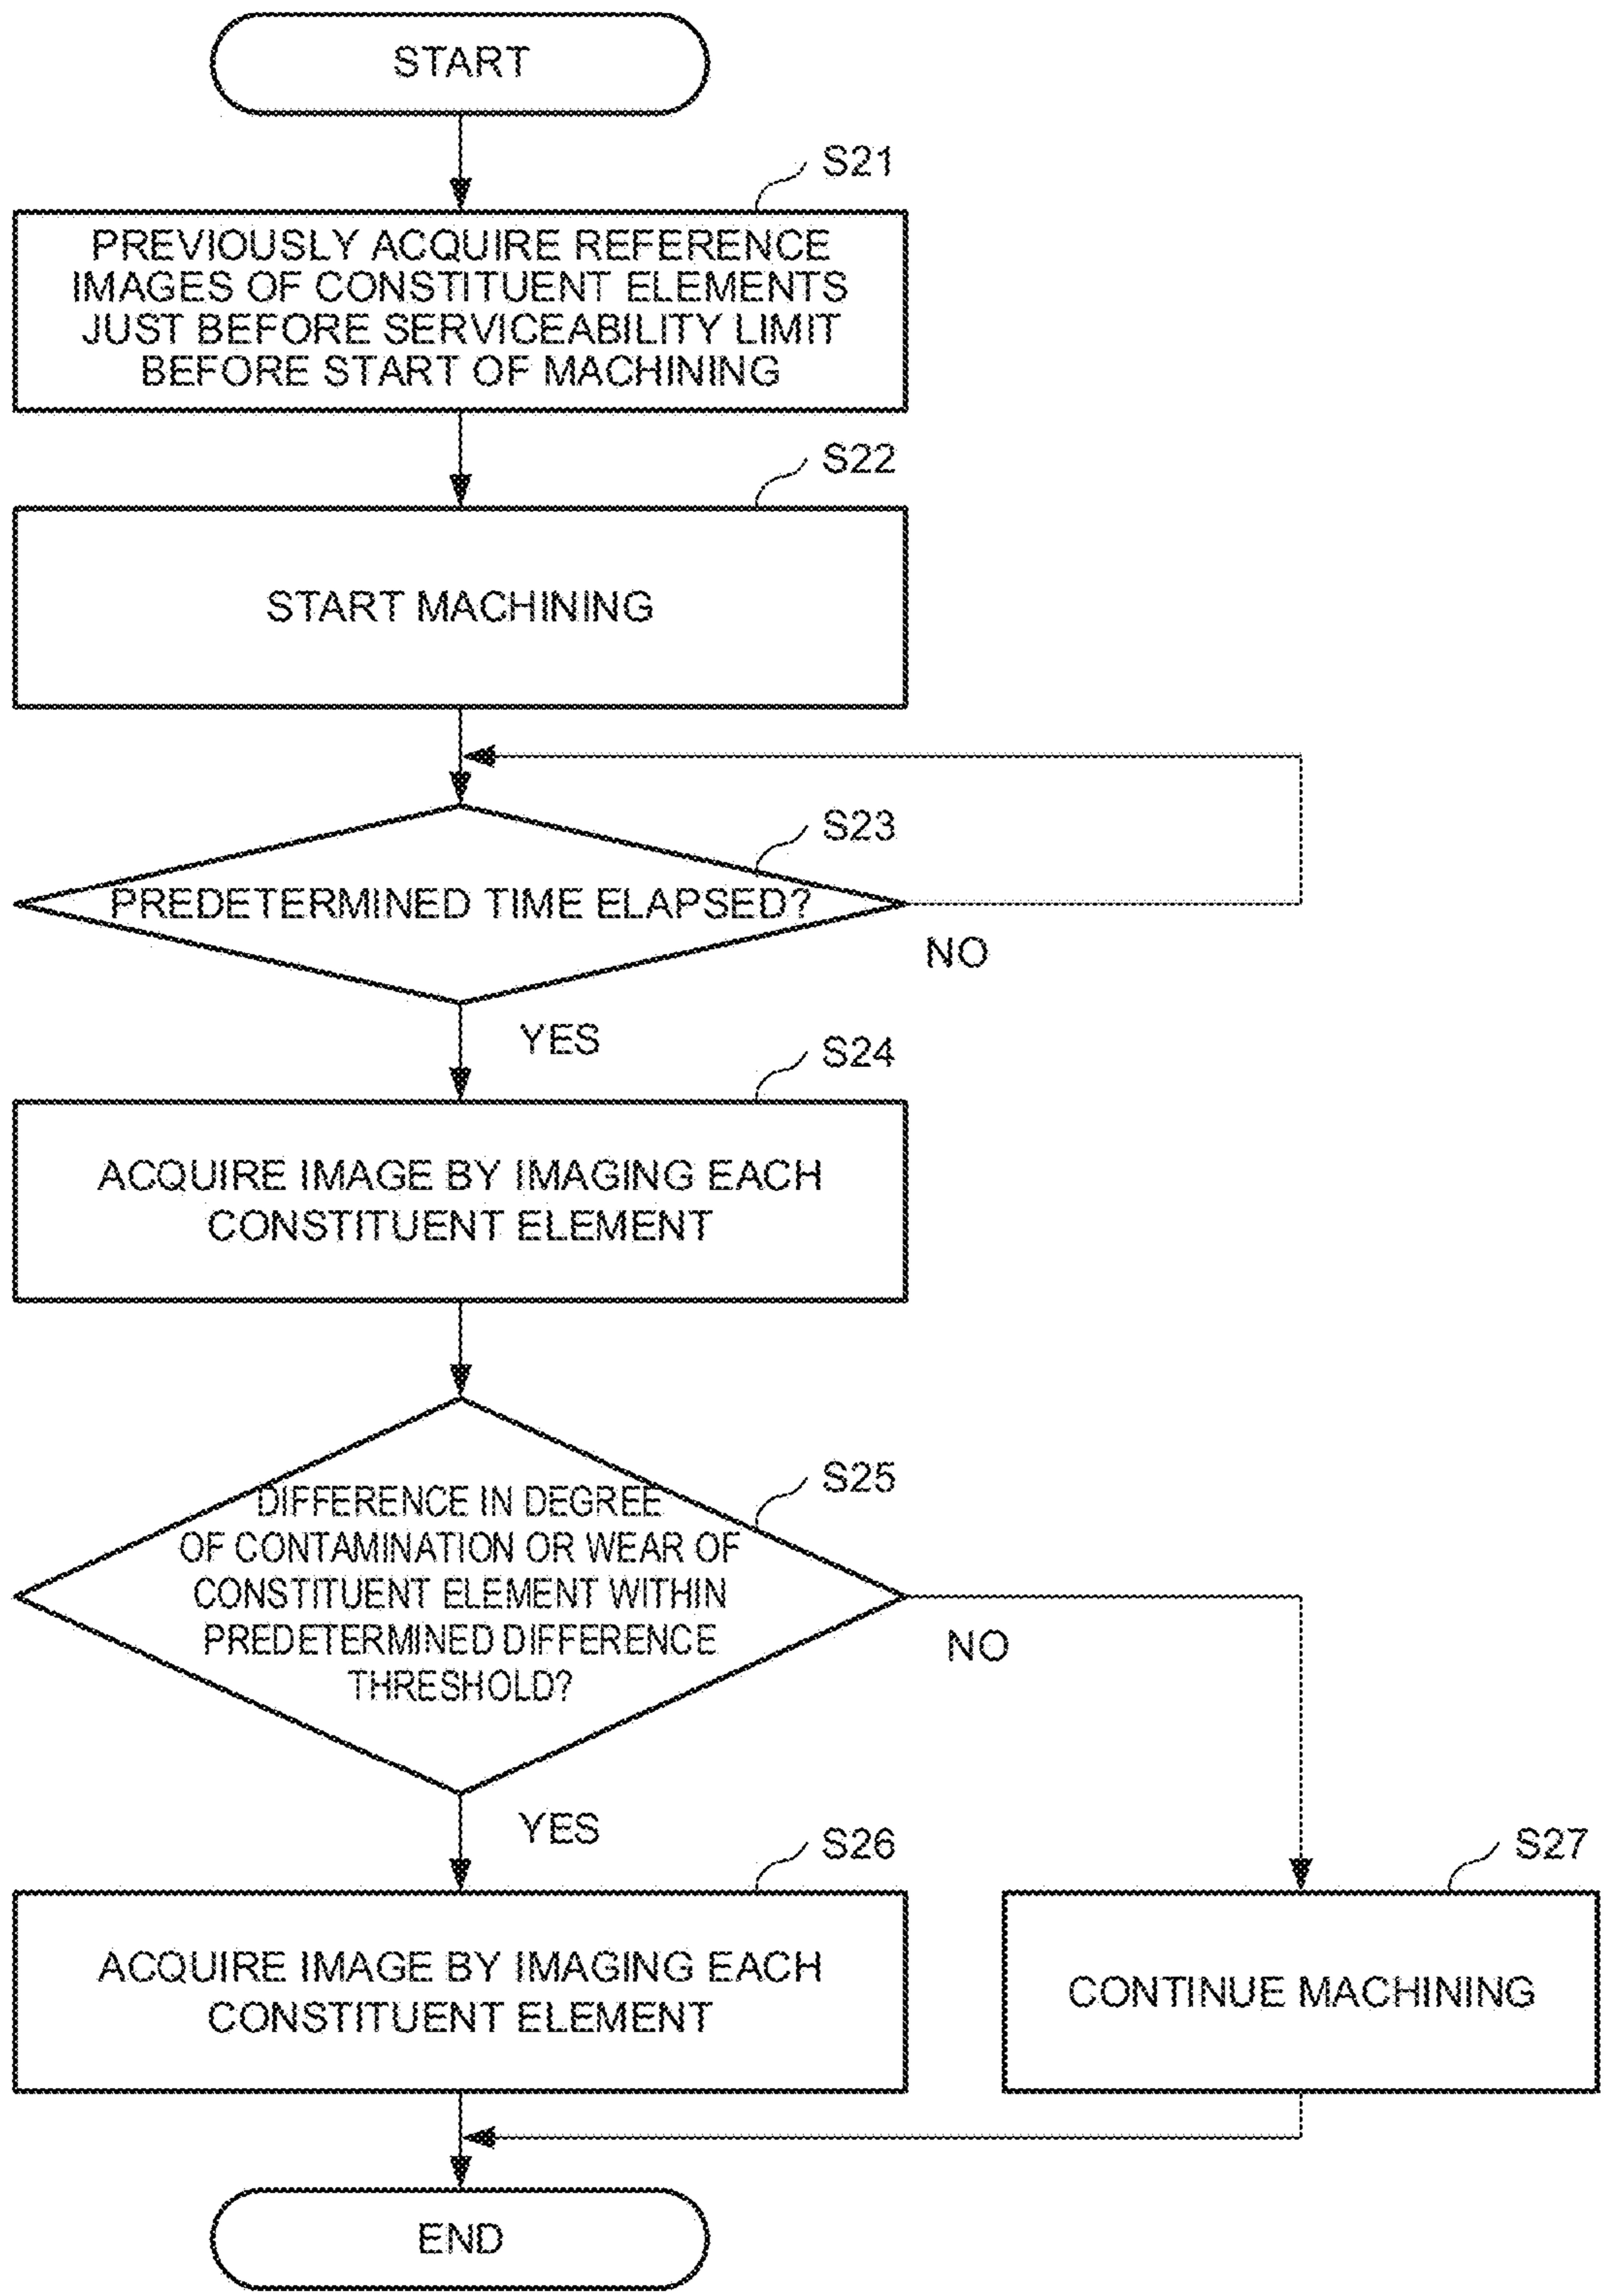 START
S21
PREVIOUSLY ACQUIRE REFERENCE
IMAGES OF CONSTITUENT ELEMENTS
JUST BEFORE SERVICEABILITY LIMIT
BEFORE START OF MACHINING
S22
START MACHINING
S23
PREDETERMINED TIME ELAPSED?
NO
YES
S24
ACQUIRE IMAGE BY IMAGING EACH
CONSTITUENT ELEMENT
S25
DIFFERENCE IN DEGREE
OF CONTAMINATION OR WEAR OF
CONSTITUENT ELEMENT WITHIN
PREDETERMINED DIFFERENCE
THRESHOLD?
NO
YES
S26
ACQUIRE IMAGE BY IMAGING EACH
CONSTITUENT ELEMENT
S27
CONTINUE MACHINING
END